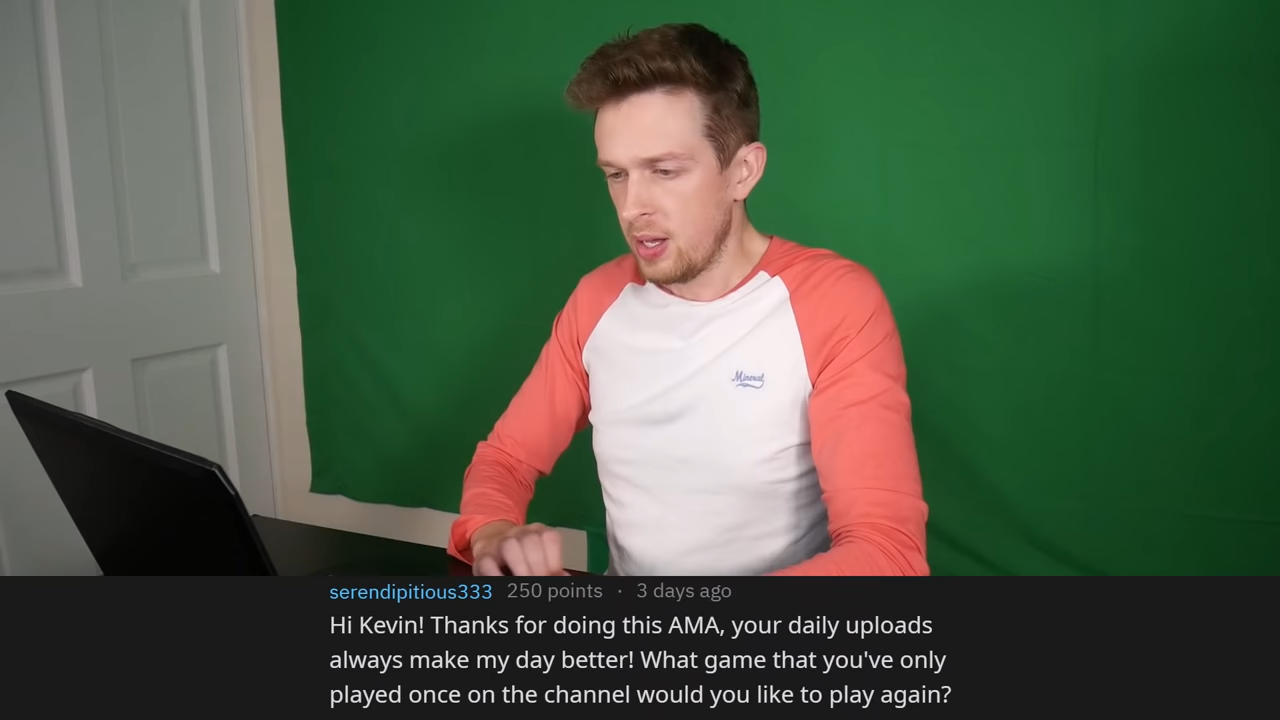 Mineral
serendipitious333 250 points · 3 days ago
Hi Kevin! Thanks for doing this AMA, your daily uploads
always make my day better! What game that you've only
played once on the channel would you like to play again?